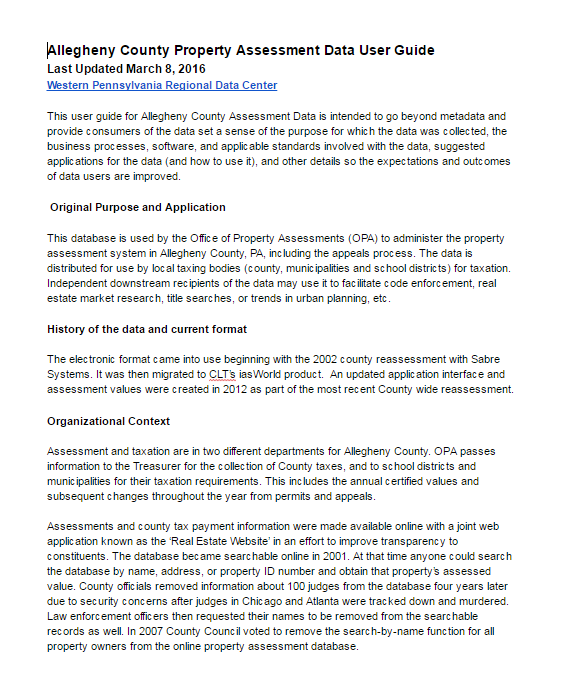 Allegheny County Property Assessment Data User Guide
Last Updated March 8, 2016
Western Pennsylvania Regional Data Center
This user guide for Allegheny County Assessment Data is intended to go beyond metadata and
provide consumers of the data set a sense of the purpose for which the data was collected, the
business processes, software, and applicable standards involved with the data, suggested
applications for the data (and how to use it), and other details so the expectations and outcomes
of data users are improved.
Original Purpose and Application
This database is used by the Office of Property Assessments (OPA) to administer the property
assessment system in Allegheny County, PA, including the appeals process. The data is
distributed for use by local taxing bodies (county, municipalities and school districts) for taxation.
Independent downstream recipients of the data may use it to facilitate code enforcement, real
estate market research, title searches, or trends in urban planning, etc.
History of the data and current format
The electronic format came into use beginning with the 2002 county reassessment with Sabre
Systems. It was then migrated to CLT's iasWorld product.  An updated application interface and
assessment values were created in 2012 as part of the most recent County wide reassessment.
Organizational Context
Assessment and taxation are in two different departments for Allegheny County. OPA passes
information to the Treasurer for the collection of County taxes, and to school districts and
municipalities for their taxation requirements. This includes the annual certified values and
subsequent changes throughout the year from permits and appeals.
Assessments and county tax payment information were made available online with a joint web
application known as the 'Real Estate Website' in an effort to improve transparency to
constituents. The database became searchable online in 2001. At that time anyone could search
the database by name, address, or property ID number and obtain that property's assessed
value. County officials removed information about 100 judges from the database four years later
due to security concerns after judges in Chicago and Atlanta were tracked down and murdered.
Law enforcement officers then requested their names to be removed from the searchable
records as well. In 2007 County Council voted to remove the search-by-name function for all
property owners from the online property assessment database.